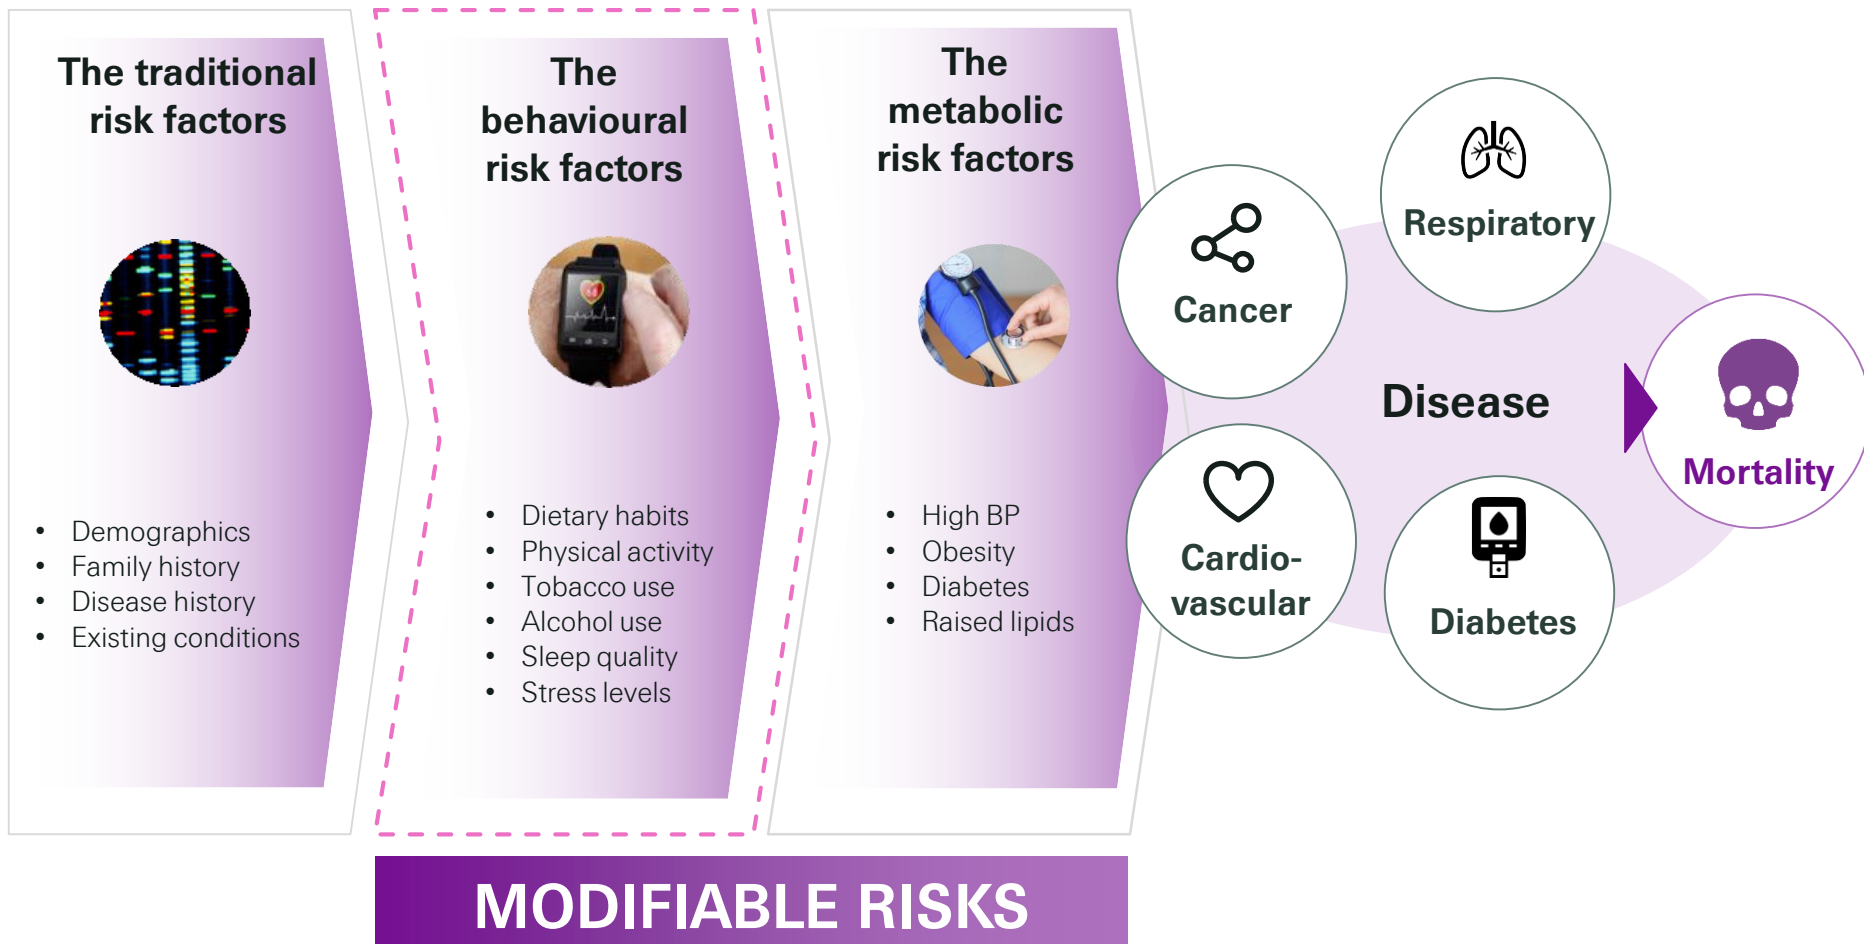 The traditional
risk factors
• Demographics
• Family history
• Disease history
• Existing conditions
The
behavioural
risk factors
• Dietary habits
• Physical activity
• Tobacco use
• Alcohol use
• Sleep quality
• Stress levels
The
metabolic
risk factors
• High BP
• Obesity
• Diabetes
• Raised lipids
MODIFIABLE RISKS
Cancer
Respiratory
Disease
Cardio-
vascular
Diabetes
Mortality